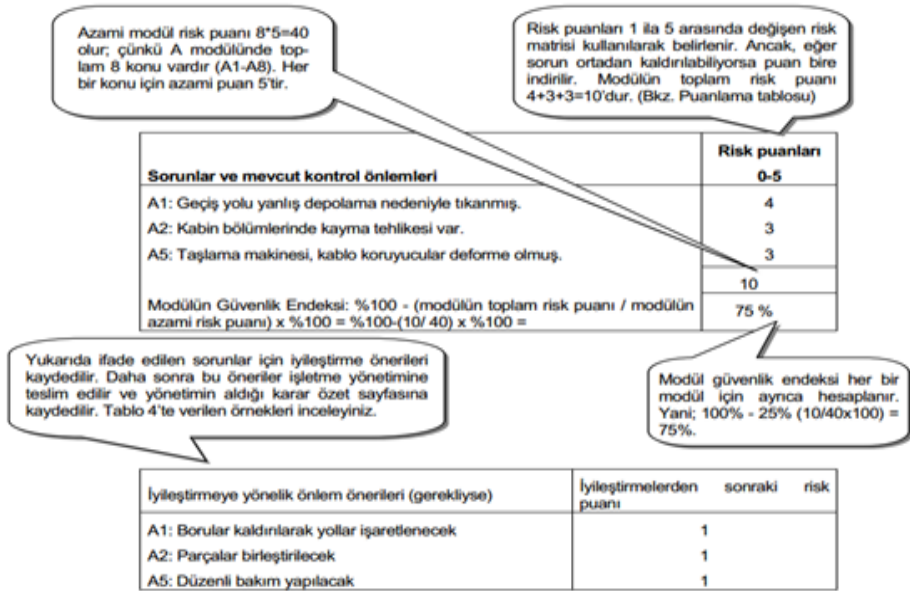 Azami modül risk puanı 8*5=40
olur; çünkü A modülünde top-
lam 8 konu vardır (A1-A8). Her
bir konu için azami puan 5'tir.
Risk puanları 1 ila 5 arasında değişen risk
matrisi kullanılarak belirlenir. Ancak, eğer
sorun ortadan kaldırılabiliyorsa puan bire
indirilir. Modülün toplam risk puanı
4+3+3=10'dur. (Bkz. Puanlama tablosu)
Risk puanları
Sorunlar ve mevcut kontrol önlemleri 0-5
A1: Geçiş yolu yanlış depolama nedeniyle tıkanmış. 4
A2: Kabin bölümlerinde kayma tehlikesi var. 3
A5: Taşlama makinesi, kablo koruyucular deforme olmuş. 3
10
Modülün Güvenlik Endeksi: %100 - (modülün toplam risk puanı / modülün
azami risk puanı) x %100 = %100-(10/ 40) x %100 = 75 %
Yukarıda ifade edilen sorunlar için iyileştirme önerileri
kaydedilir. Daha sonra bu öneriler işletme yönetimine
teslim edilir ve yönetimin aldığı karar özet sayfasına
kaydedilir. Tablo 4'te verilen örnekleri inceleyiniz.
Modül güvenlik endeksi her bir
modül için ayrıca hesaplanır.
Yani; 100% - 25% (10/40x100) =
75%.
İyileştirmeye yönelik önlem önerileri (gerekliyse) İyileştirmelerden sonraki risk
puanı
A1: Borular kaldırılarak yollar işaretlenecek 1
A2: Parçalar birleştirilecek 1
A5: Düzenli bakım yapılacak 1